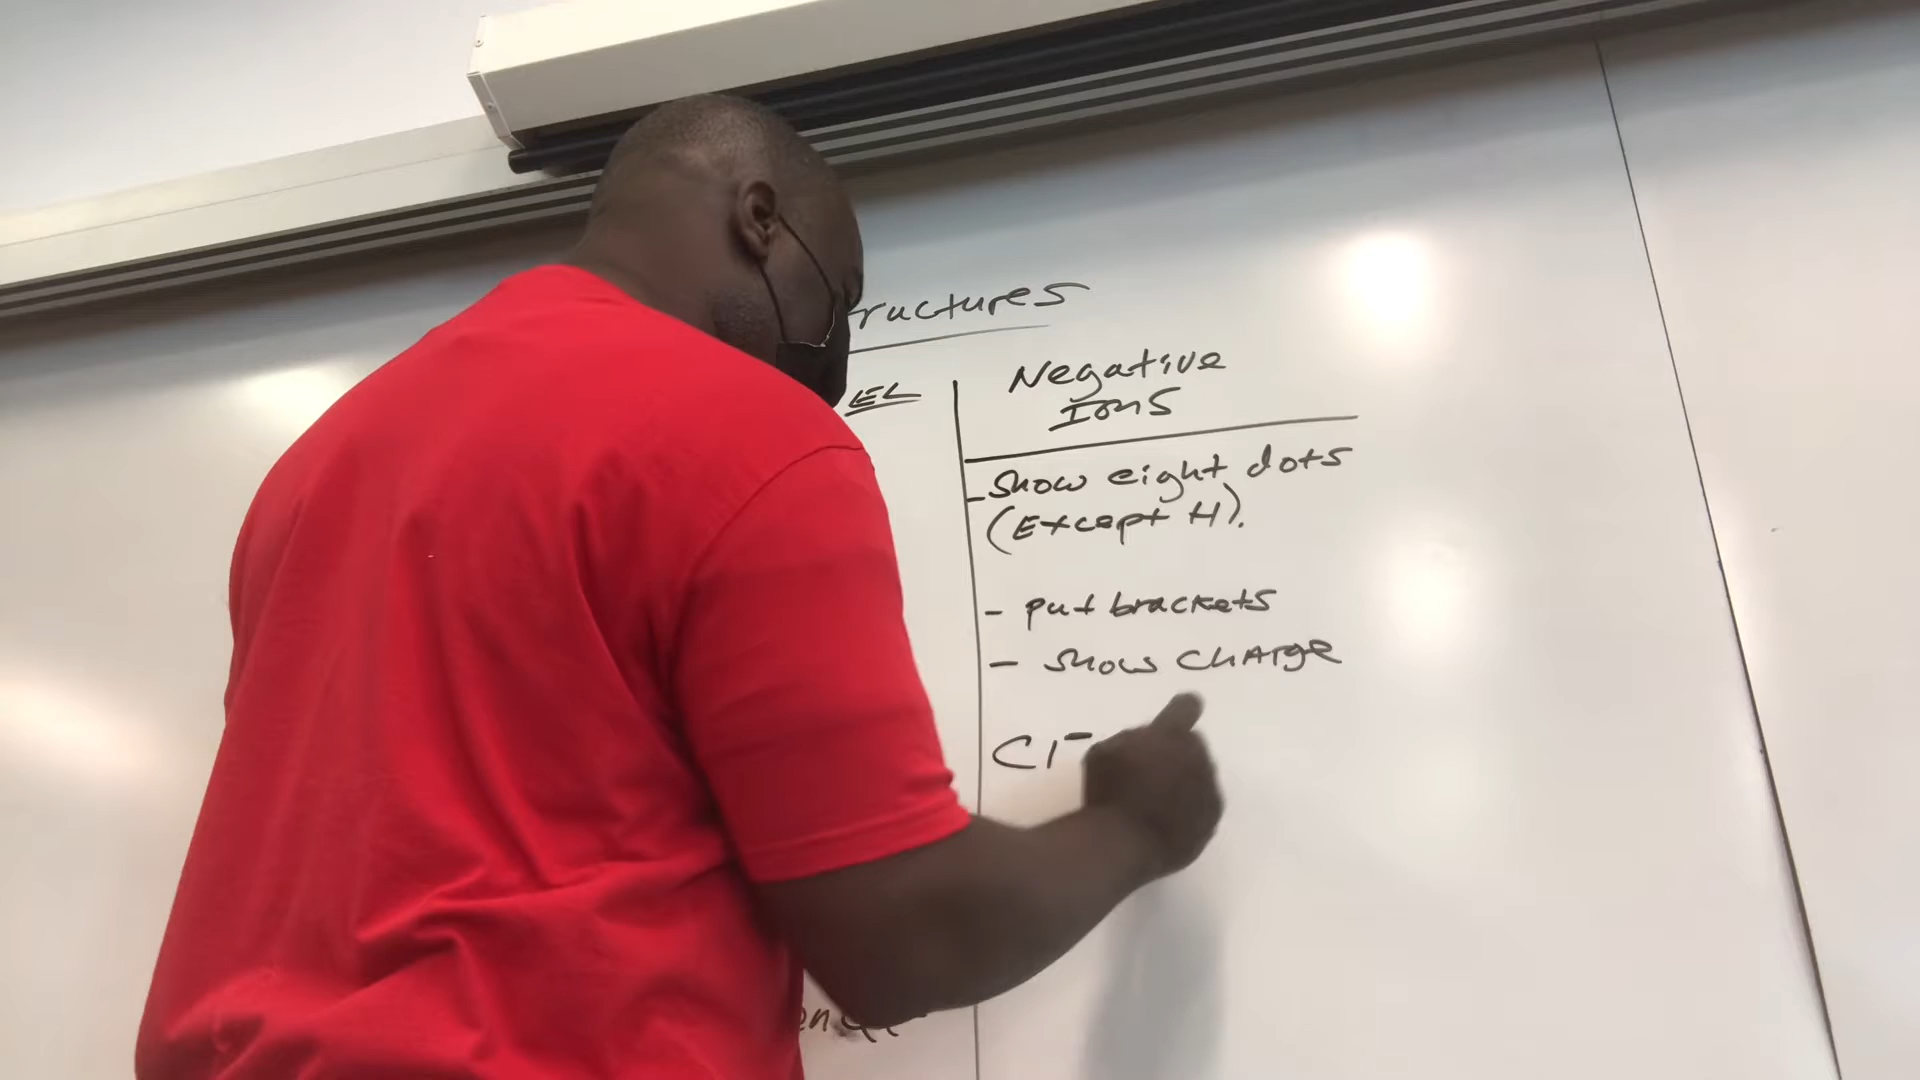 ructures
EL
Negative
Ions
- Show eight dots
(Except H).
- put brackets
- show charge
Cl⁻